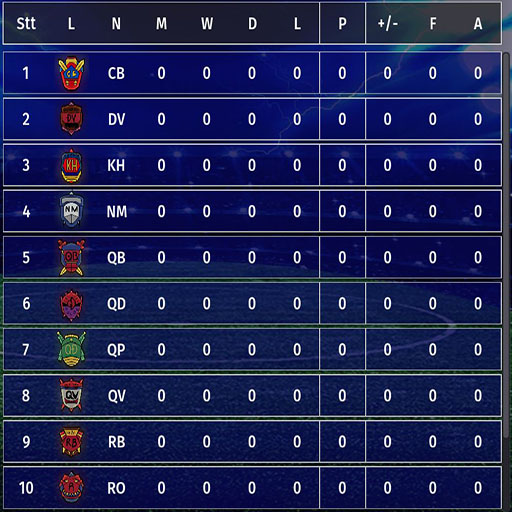 Stt L N M W D L P +/- F A
1 CB 0 0 0 0 0 0 0 0
2 DV DV 0 0 0 0 0 0 0 0
3 KH KH 0 0 0 0 0 0 0 0
4 NM NM 0 0 0 0 0 0 0 0
5 QB 0 0 0 0 0 0 0 0
6 QD 0 0 0 0 0 0 0 0
7 QP 0 0 0 0 0 0 0 0
8 QV QV 0 0 0 0 0 0 0 0
9 RB RB 0 0 0 0 0 0 0 0
10 RO 0 0 0 0 0 0 0 0